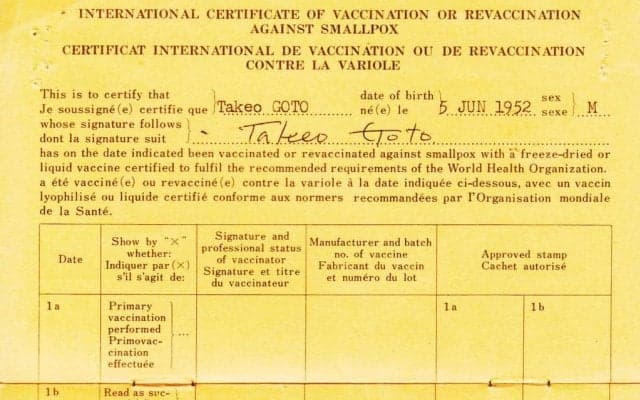 INTERNATIONAL CERTIFICATE OF VACCINATION OR REVACCINATION
AGAINST SMALLPOX
CERTIFICAT INTERNATIONAL DE VACCINATION OU DE REVACCINATION
CONTRE LA VARIOLE
This is to certify that
Je soussigné(e) certifie que
Takeo GOTO
date of birth
né(e) le
5 JUN 1952
sex
sexe
M
whose signature follows
dont la signature suit
Takeo Goto
has on the date indicated been vaccinated or revaccinated against smallpox with a freeze-dried or
liquid vaccine certified to fulfil the recommended requirements of the World Health Organization.
a été vacciné(e) ou revacciné(e) contre la variole à la date indiquée ci-dessous, avec un vaccin
lyophilisé ou liquide certifié conforme aux normers recommandées par l'Organisation mondiale
de la Santé.
Date
Show by "×"
whether:
Indiquer par (×)
s'il s'agit de:
Signature and
professional status
of vaccinator
Signature et titre
du vaccinateur
Manufacturer and batch
no. of vaccine
Fabricant du vaccin
et numéro du lot
Approved stamp
Cachet autorisé
1a
Primary
vaccination
performed
Primovac-
cination
effectuée
1a
1b
1b
Read as suc-